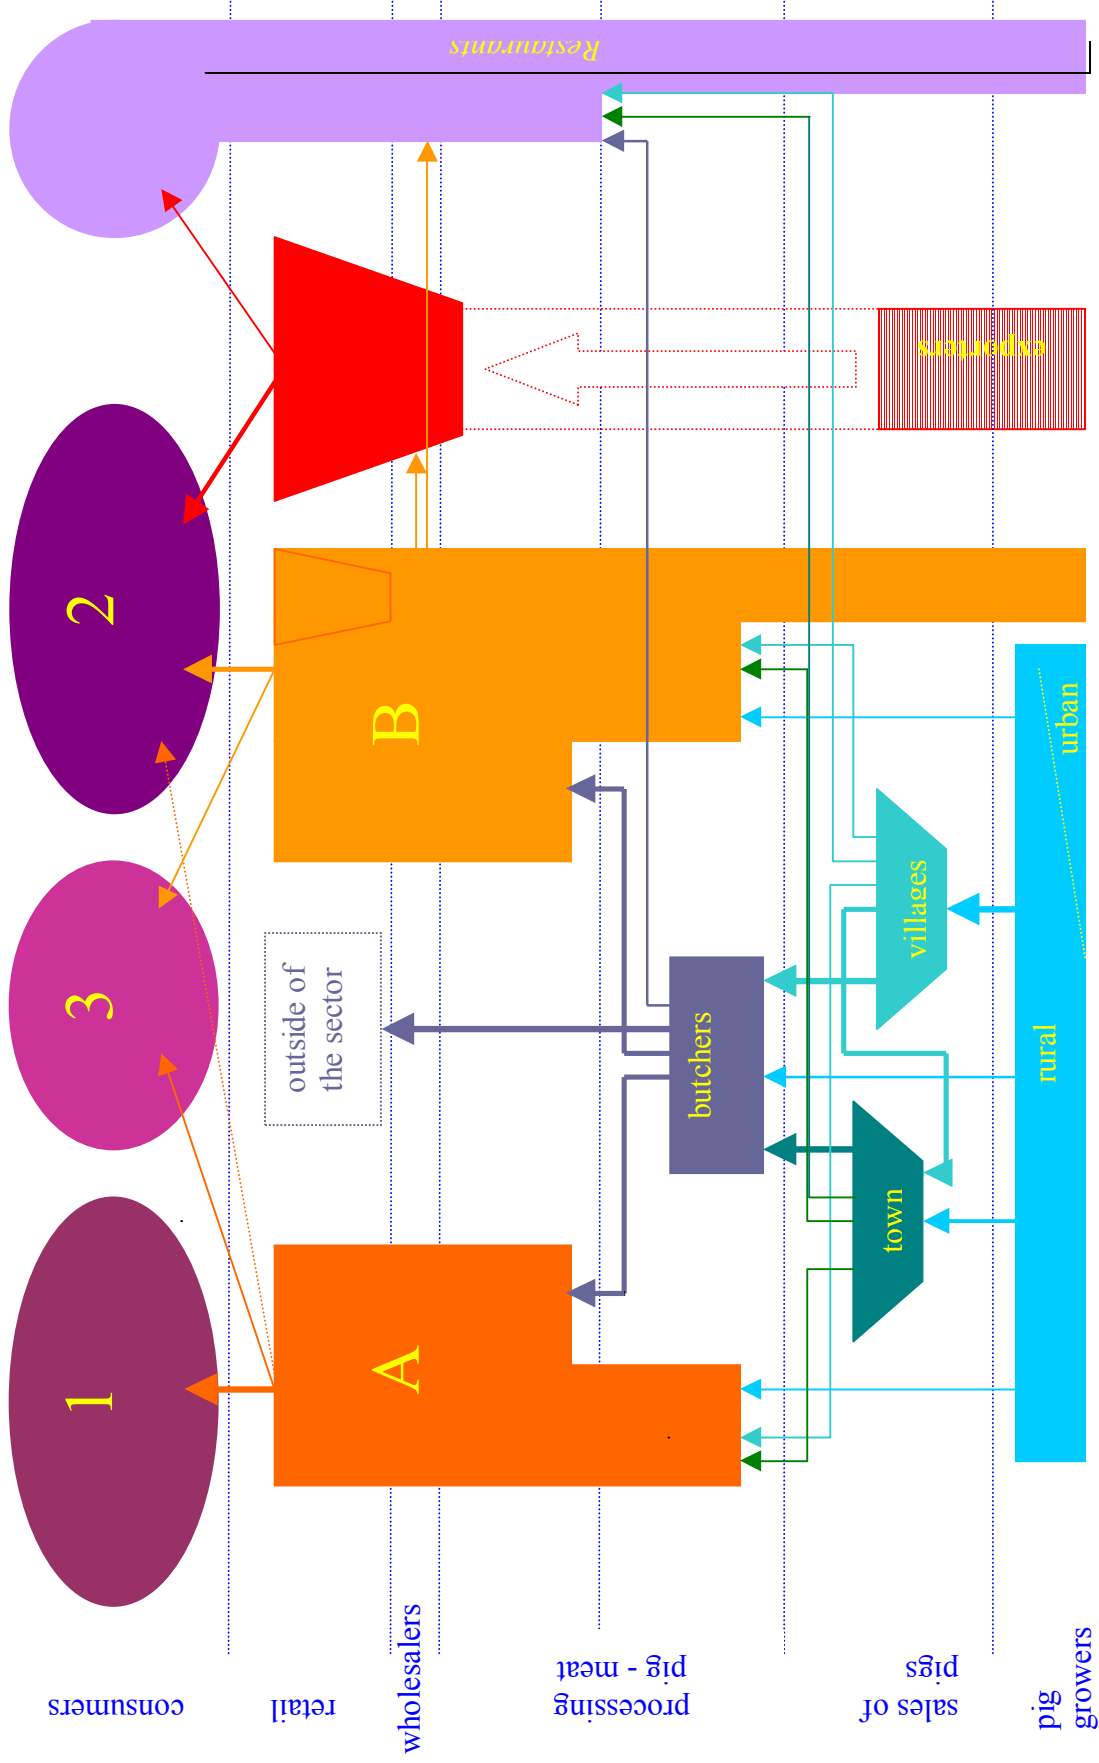 Restaurants
exporters
2
B
urban
3
outside of
the sector
villages
butchers
rural
1
A
town
consumers
retail
wholesalers
processing
pig - meat
sales of
pigs
pig
growers